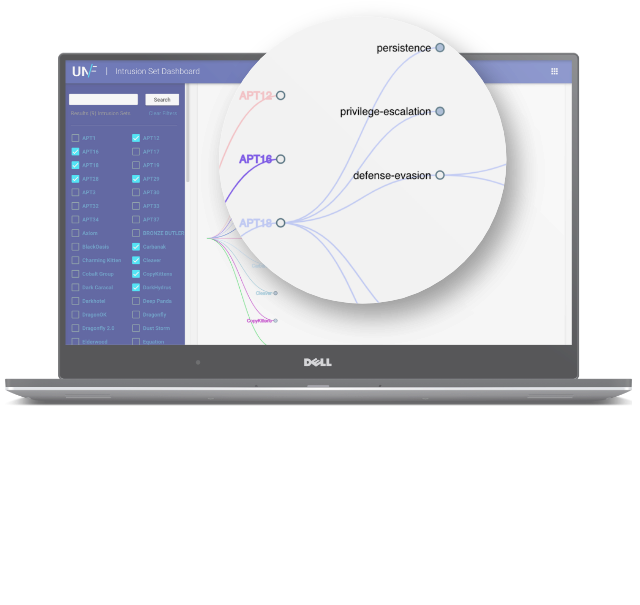 UNF | Intrusion Set Dashboard
Search
Results (9) Intrusion Sets
Clear Filters
APT1 APT12
APT16 APT17
APT18 APT19
APT28 APT29
APT3 APT30
APT32 APT33
APT34 APT37
Axiom BRONZE BUTLER
BlackOasis Carbanak
Charming Kitten Cleaver
Cobalt Group CopyKittens
Dark Caracal DarkHydrus
Darkhotel Deep Panda
DragonOK Dragonfly
Dragonfly 2.0 Dust Storm
Elderwood Equation
persistence
APT12
privilege-escalation
APT16
defense-evasion
APT18
Cleaver
CopyKittens
DELL